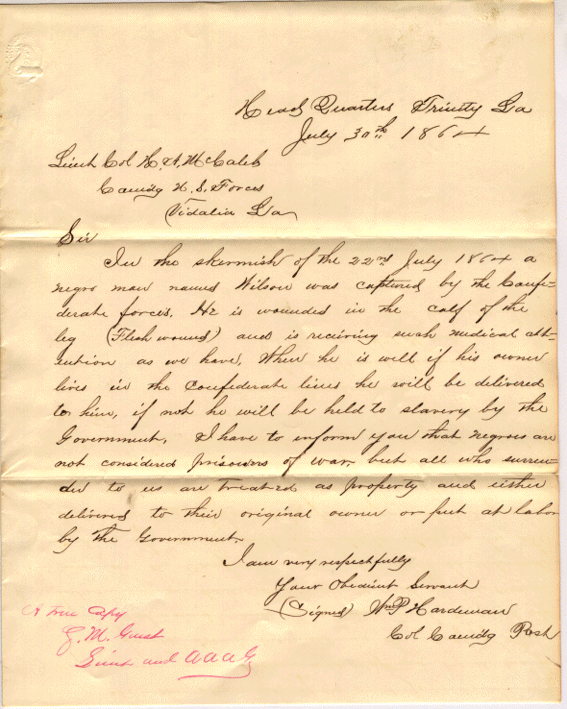 Head Quarters Trinity La
July 30th 1864
Lieut Col H. A. McCaleb
Comdg U. S. Forces
Vidalia La
Sir
In the skirmish of the 22nd July 1864 a
negro man named Wilson was captured by the Confe-
derate forces. He is wounded in the calf of the
leg (Flesh wound) and is reciving such medical att-
ention as we have, When he is well if his owner
lives in the Confederate lines he will be delivered
to him, if not he will be held to slavery by the
Government. I have to inform you that negroes are
not considered prisoners of war but all who surren-
der to us are treated as property and either
delivered to their original owner or put at labor
by the Government.
I am very respectfully
Your Obedient Servant
(Signed) Wm P Hardeman
Col Comdg Post
A true Copy
G. M. Guest
Lieut and A A A G